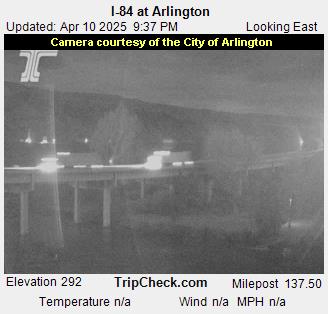 I-84 at Arlington
Updated: Apr 10 2025 9:37 PM Looking East
Camera courtesy of the City of Arlington
Elevation 292 TripCheck.com Milepost 137.50
Temperature n/a Wind n/a MPH n/a